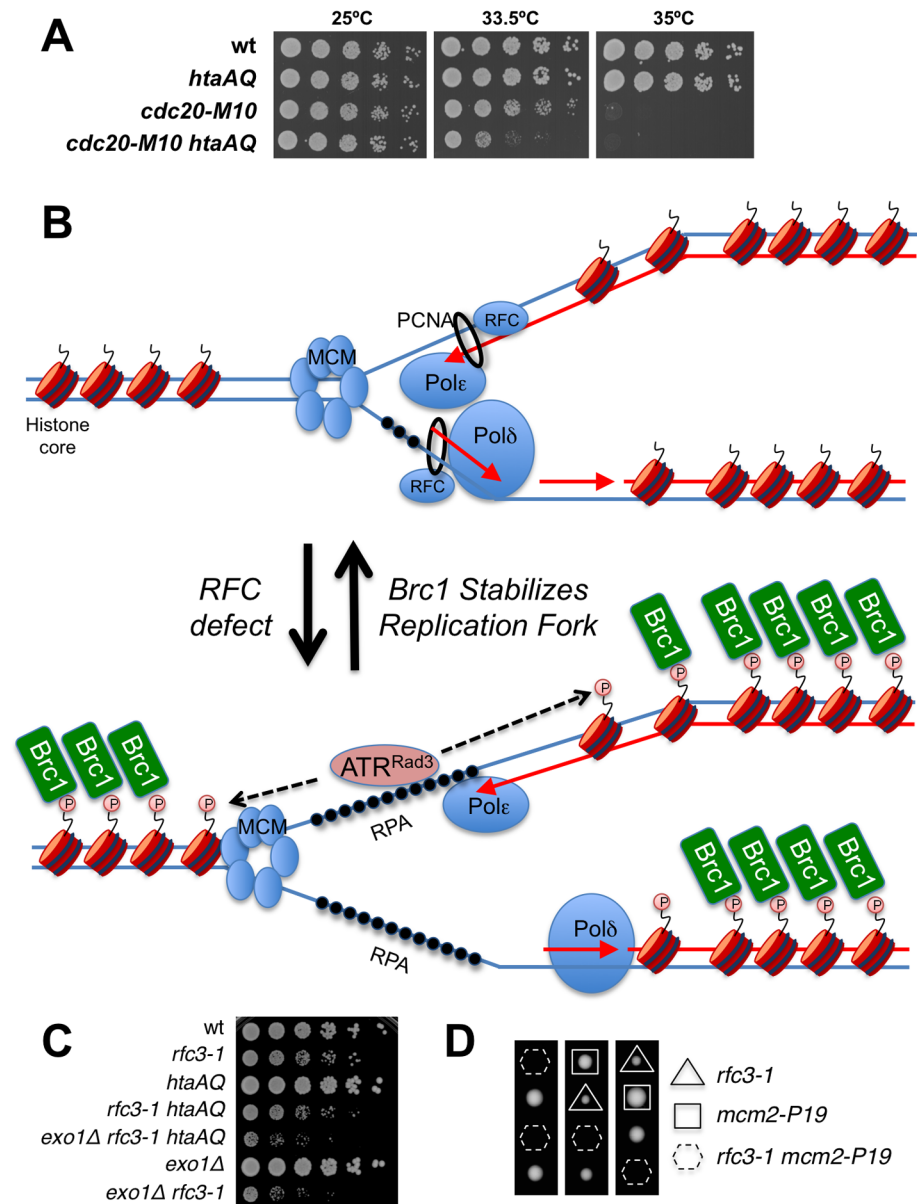 A
25ºC 33.5ºC 35ºC
wt
htaAQ
cdc20-M10
cdc20-M10 htaAQ
B
PCNA
RFC
MCM
Polε
Histone
core
Polδ
RFC
RFC
defect
Brc1 Stabilizes
Replication Fork
Brc1
Brc1 Brc1 Brc1 Brc1
P
P P P P P
Brc1 Brc1 Brc1
ATR^Rad3
P P P P
MCM
RPA
Polε
Brc1 Brc1 Brc1 Brc1
P P P P P
Polδ
RPA
C
wt
rfc3-1
htaAQ
rfc3-1 htaAQ
exo1Δ rfc3-1 htaAQ
exo1Δ
exo1Δ rfc3-1
D
rfc3-1
mcm2-P19
rfc3-1 mcm2-P19